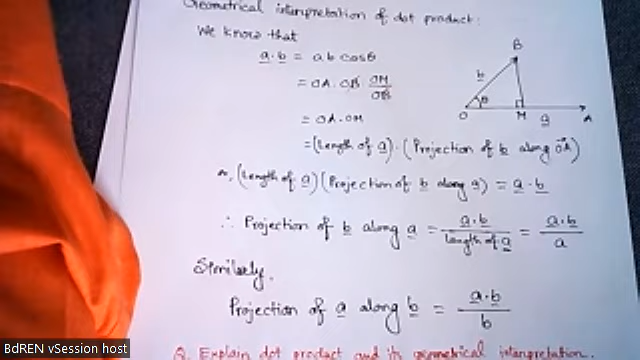 Geometrical interpretation of dot product:
We know that
a̲ · b̲ = ab cosθ
= OA. OB OM/OB
= OA. OM
= (Length of a̲) · (Projection of b̲ along OA⃗)
∴, (Length of a̲) (Projection of b̲ along a̲) = a̲ · b̲
∴ Projection of b̲ along a̲ = a̲ · b̲ / length of a̲ = a̲ · b̲ / a
Similarly,
Projection of a̲ along b̲ = a̲ · b̲ / b
Q. Explain dot product and its geometrical interpretation.
B
b̲
θ
O
M
a̲
A
BdREN vSession host